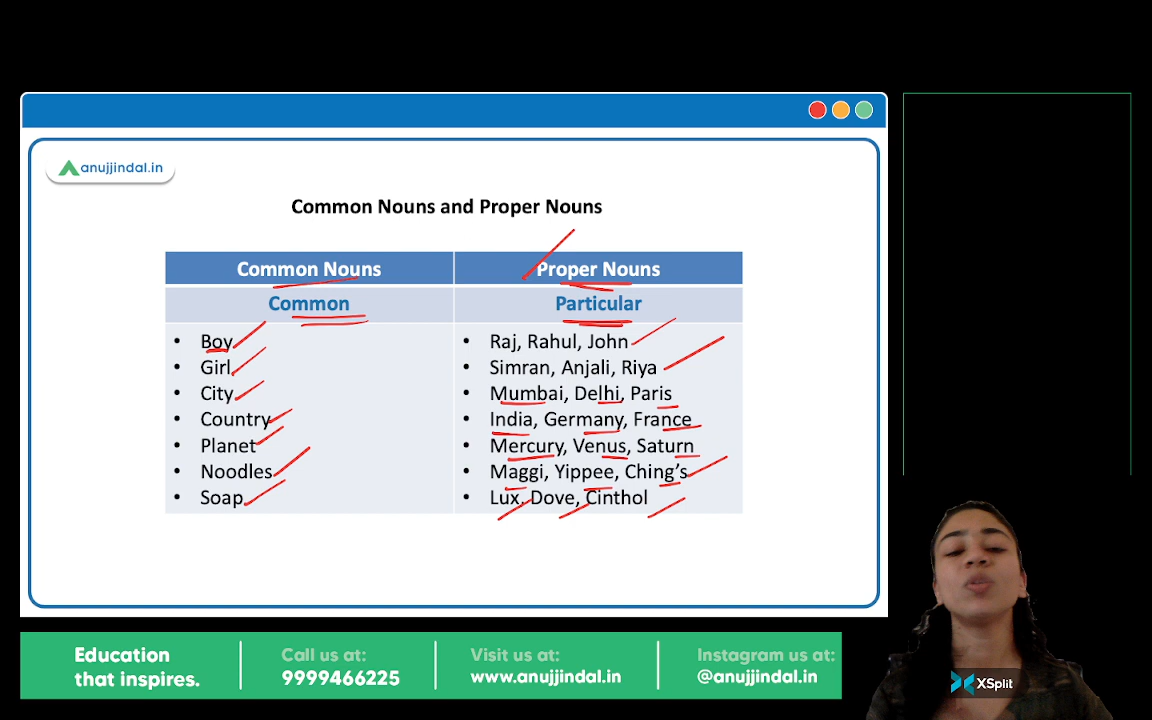 anujjindal.in
Common Nouns and Proper Nouns
Common Nouns Proper Nouns
Common Particular
• Boy • Raj, Rahul, John
• Girl • Simran, Anjali, Riya
• City • Mumbai, Delhi, Paris
• Country • India, Germany, France
• Planet • Mercury, Venus, Saturn
• Noodles • Maggi, Yippee, Ching's
• Soap • Lux, Dove, Cinthol
Education
that inspires.
Call us at:
9999466225
Visit us at:
www.anujjindal.in
Instagram us at:
@anujjindal.in
XSplit